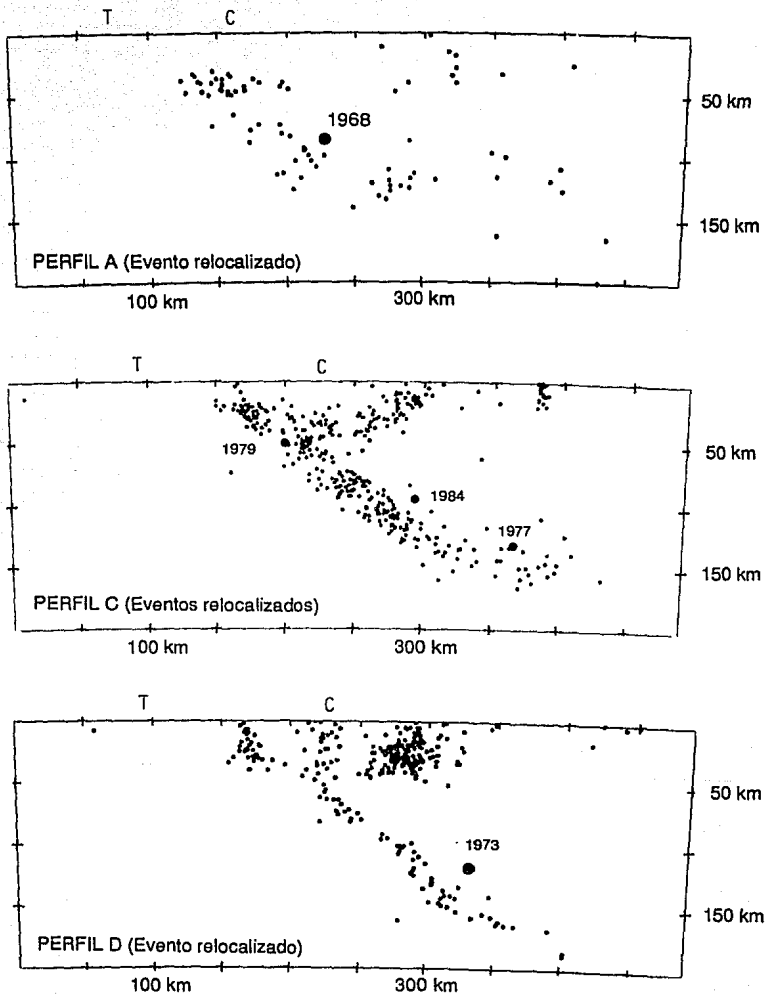 T C
50 km
1968
150 km
PERFIL A (Evento relocalizado)
100 km 300 km
T C
1979
50 km
1984
1977
150 km
PERFIL C (Eventos relocalizados)
100 km 300 km
T C
50 km
1973
150 km
PERFIL D (Evento relocalizado)
100 km 300 km